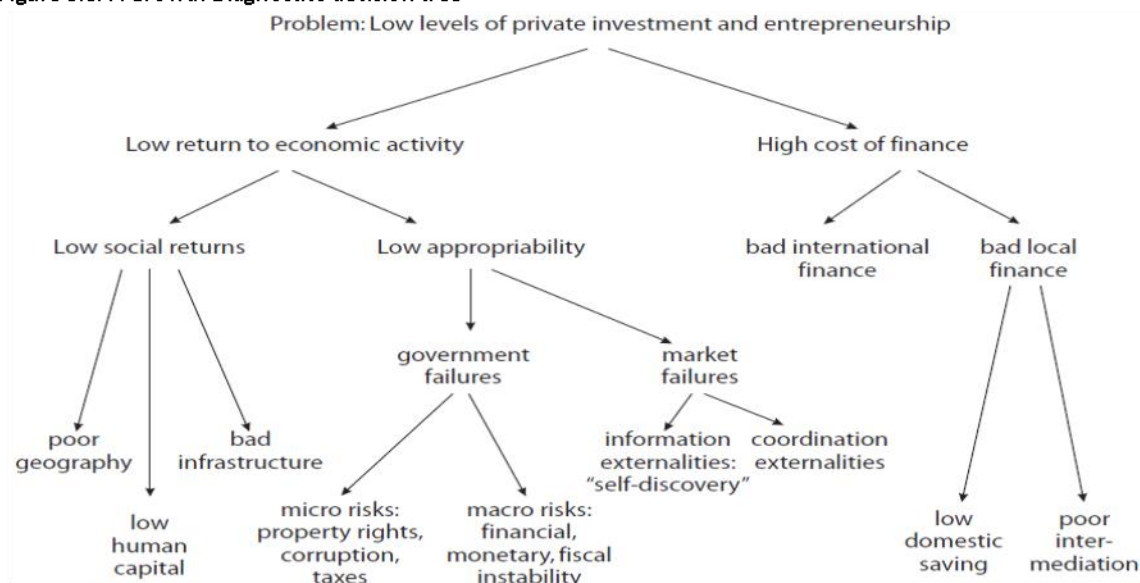 Diagnostic decision tree
Problem: Low levels of private investment and entrepreneurship
Low return to economic activity
High cost of finance
Low social returns
Low appropriability
bad international
finance
bad local
finance
government
failures
market
failures
poor
geography
bad
infrastructure
information
externalities:
"self-discovery"
coordination
externalities
low
human
capital
micro risks:
property rights,
corruption,
taxes
macro risks:
financial,
monetary, fiscal
instability
low
domestic
saving
poor
inter-
mediation